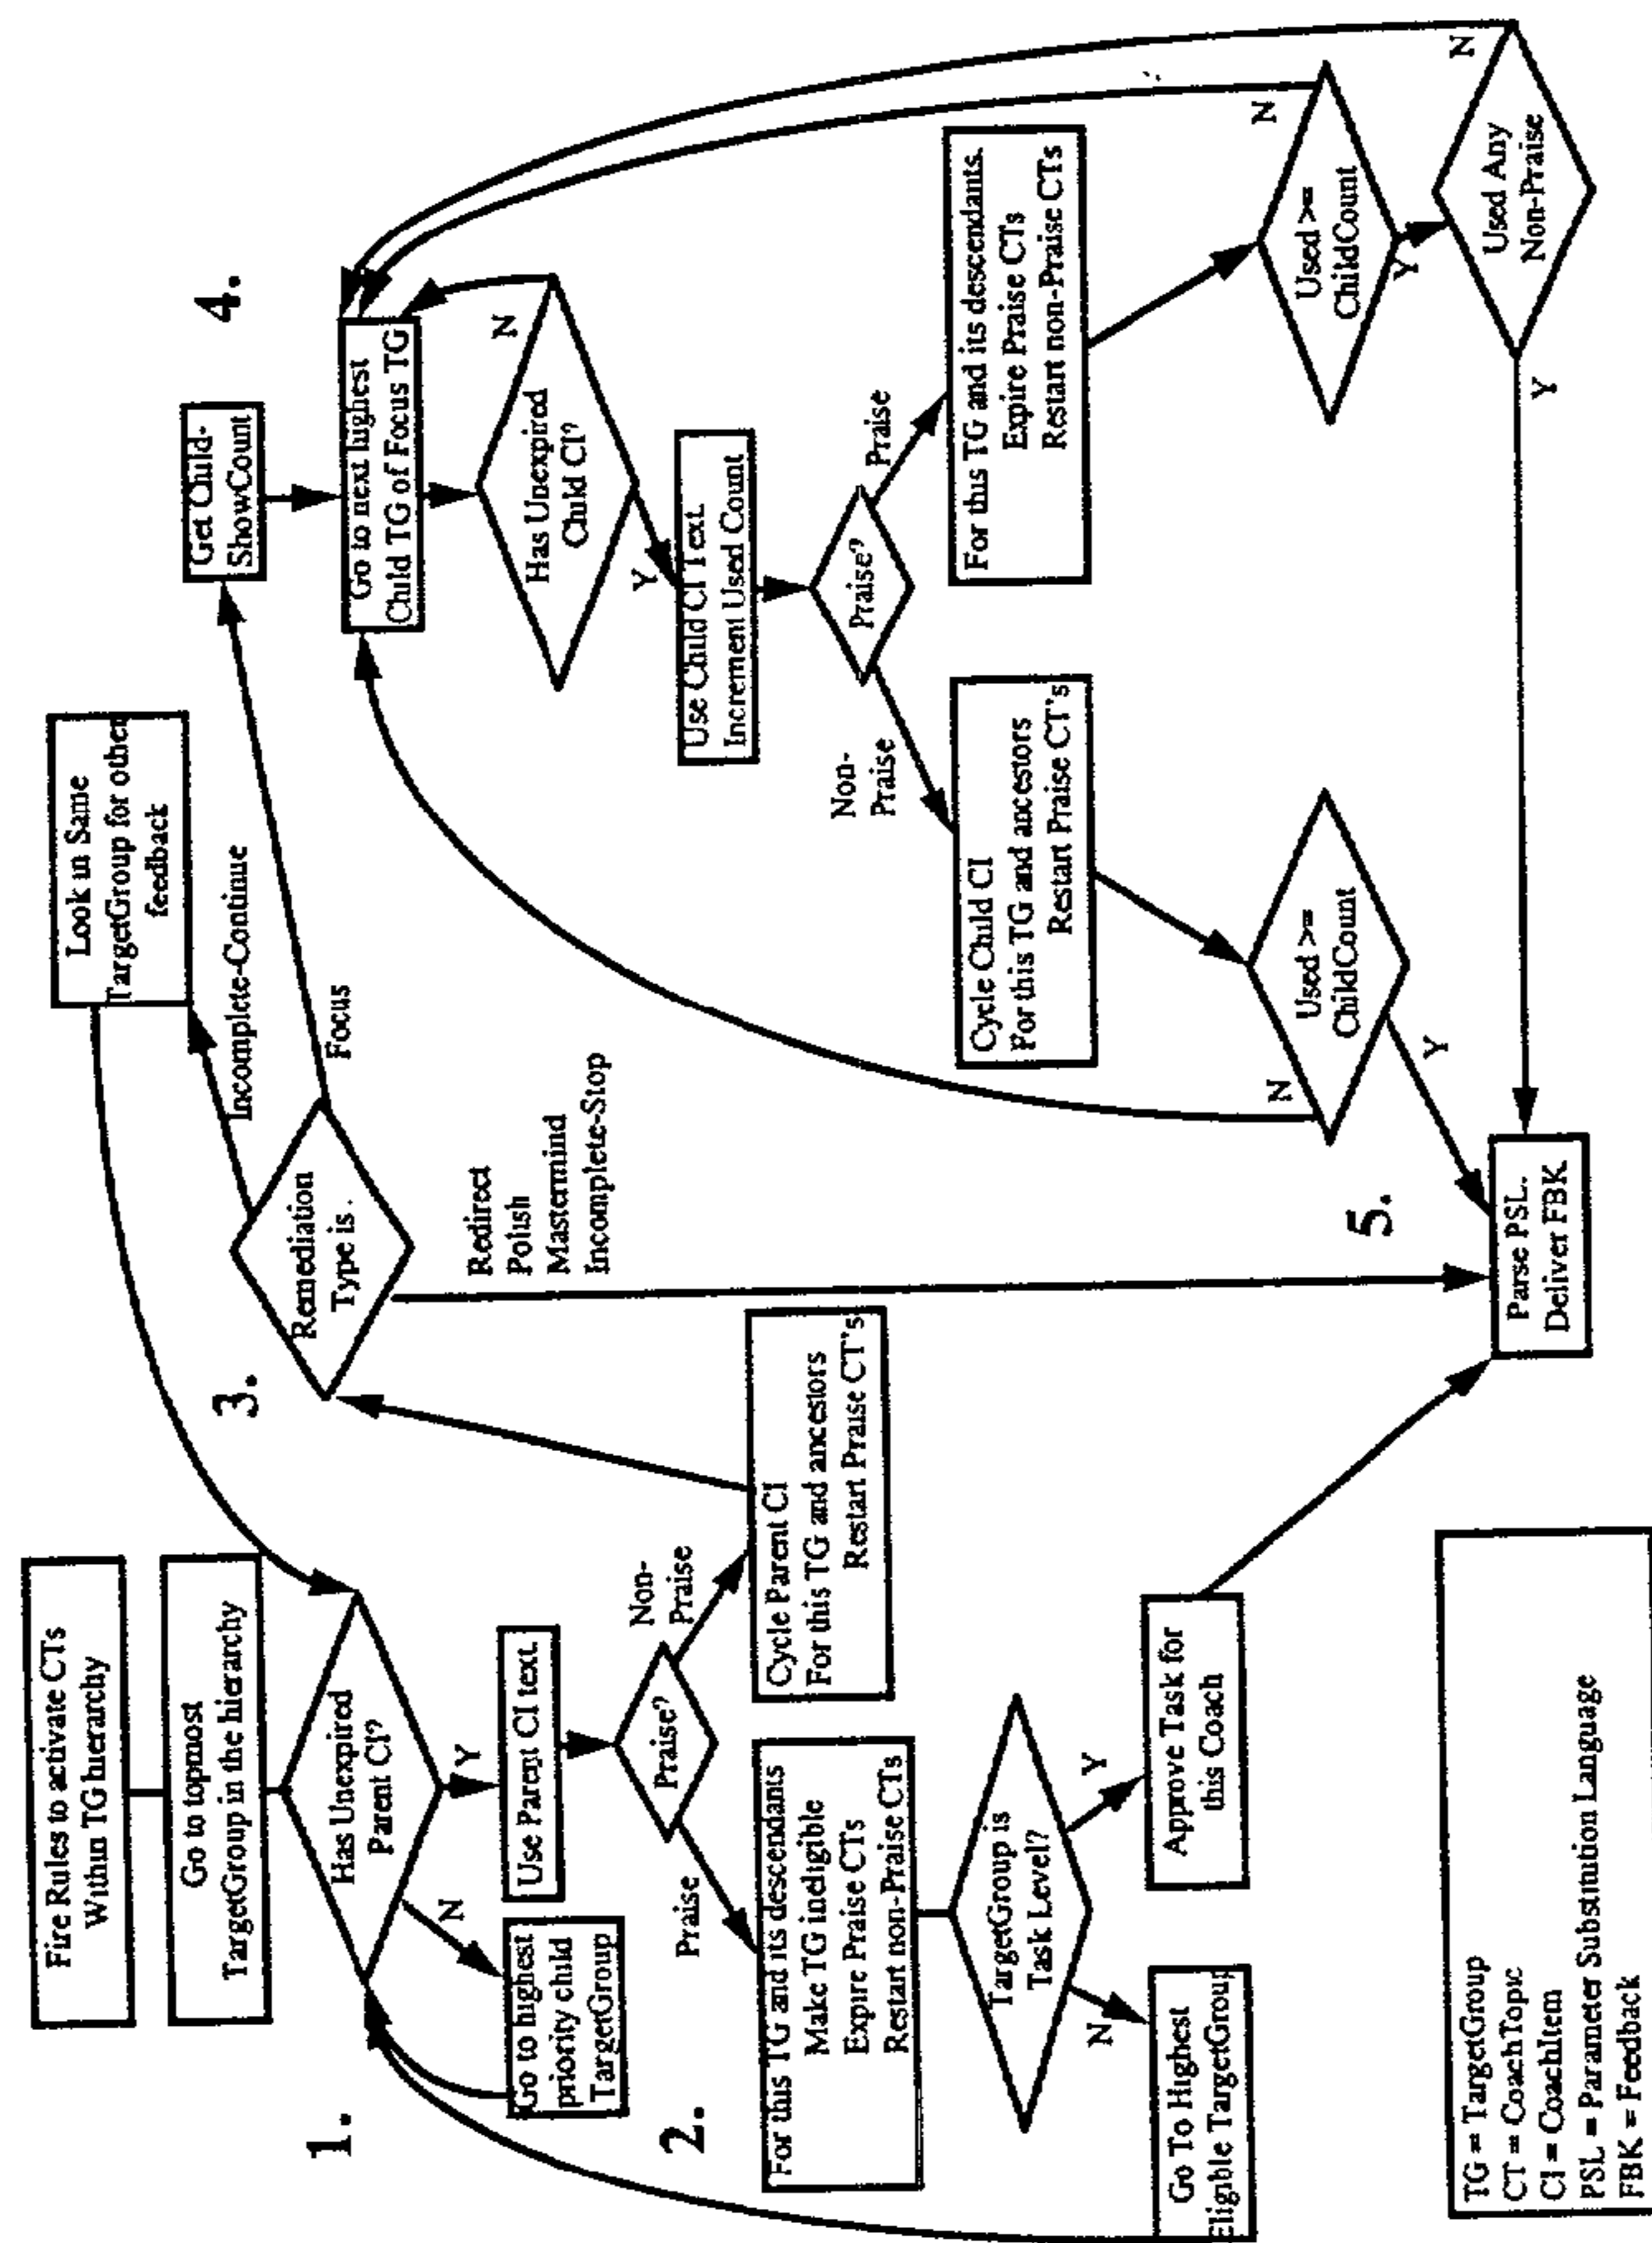 1.
Fire Rules to activate CTs
Within TG hierarchy
Go to topmost
TargetGroup in the hierarchy
Has Unexpired
Parent CI?
N
Y
Go to highest
priority child
TargetGroup
Use Parent CI text
2.
Praise?
Praise
Non-
Praise
For this TG and its descendants
Make TG ineligible
Expire Praise CTs
Restart non-Praise CTs
Cycle Parent CI
For this TG and ancestors
Restart Praise CT's
TargetGroup is
Task Level?
N
Y
Go To Highest
Eligible TargetGroup
Approve Task for
this Coach
3.
Remediation
Type is .
Incomplete-Continue
Focus
Look in Same
TargetGroup for other
feedback
Redirect
Polish
Mastermind
Incomplete-Stop
4.
Get Child-
ShowCount
Go to next highest
Child TG of Focus TG
Has Unexpired
Child CI?
N
Y
Use Child CI Text.
Increment Used Count
Praise?
Non-
Praise
Praise
Cycle Child CI
For this TG and ancestors
Restart Praise CT's
For this TG and its descendants.
Expire Praise CTs
Restart non-Praise CTs
Used >=
ChildCount
N
Y
Used >=
ChildCount
N
Y
Used Any
Non-Praise
N
Y
5.
Parse PSL.
Deliver FBK
TG = TargetGroup
CT = CoachTopic
CI = CoachItem
PSL = Parameter Substitution Language
FBK = Feedback